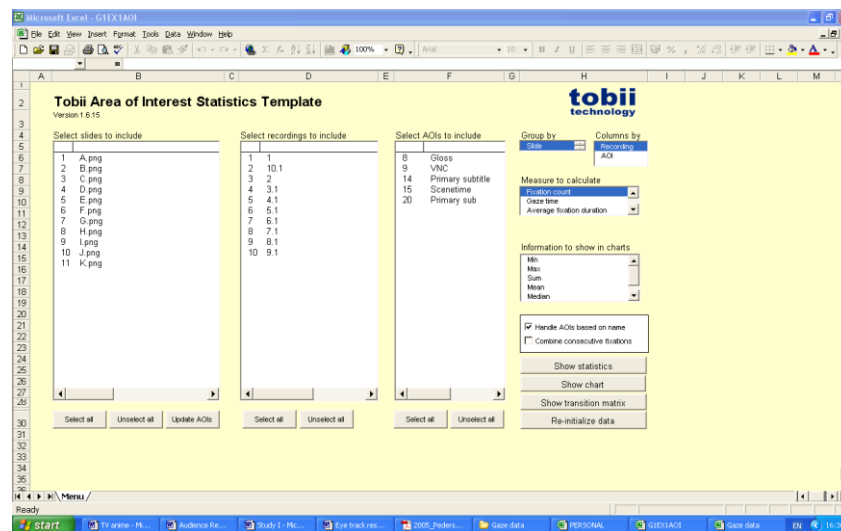 Microsoft Excel - G1EX1AOI
File Edit View Insert Format Tools Data Window Help
100% Arial 10 B I U % ,
=
A B C D E F G H I J K L M
Tobii Area of Interest Statistics Template
Version 1.6.15
tobii
technology
Select slides to include
1 A.png
2 B.png
3 C.png
4 D.png
5 E.png
6 F.png
7 G.png
8 H.png
9 I.png
10 J.png
11 K.png
Select all Unselect all Update AOIs
Select recordings to include
1 1
2 10.1
3 2
4 3.1
5 4.1
6 5.1
7 6.1
8 7.1
9 8.1
10 9.1
Select all Unselect all
Select AOIs to include
8 Gloss
9 VNC
14 Primary subtitle
15 Scenetime
20 Primary sub
Select all Unselect all
Group by
Slide
Columns by
Recording
AOI
Measure to calculate
Fixation count
Gaze time
Average fixation duration
Information to show in charts
Min
Max
Sum
Mean
Median
Handle AOIs based on name
Combine consecutive fixations
Show statistics
Show chart
Show transition matrix
Re-initialize data
Menu
Ready
start TV anime - Mi... Audience Re... Study I - Mic... Eye track res... 2005_Peders... Gaze data PERSONAL G1EX1AOI Gaze data EN